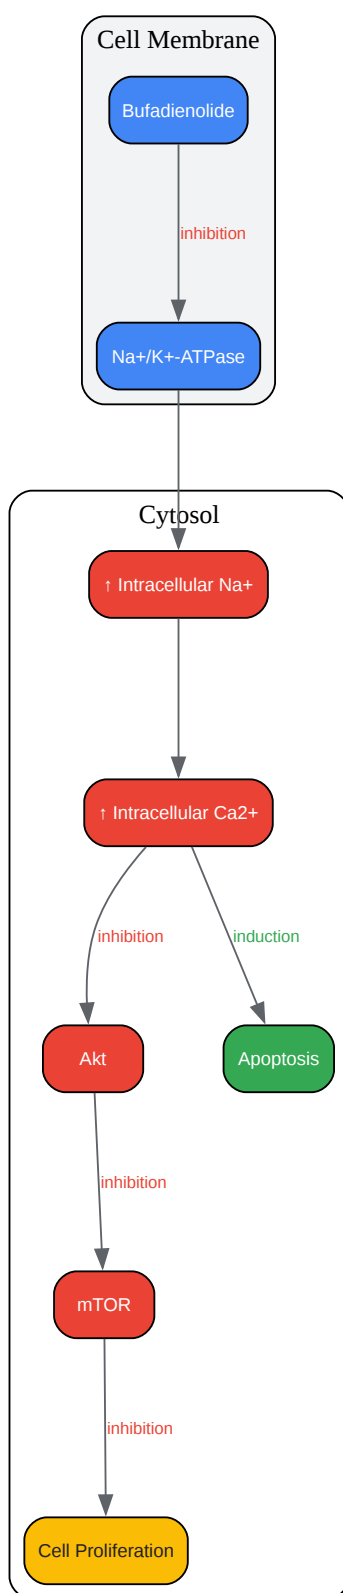 Cell Membrane
Bufadienolide
inhibition
Na+/K+-ATPase
Cytosol
↑ Intracellular Na+
↑ Intracellular Ca2+
inhibition
induction
Akt
Apoptosis
inhibition
mTOR
inhibition
Cell Proliferation